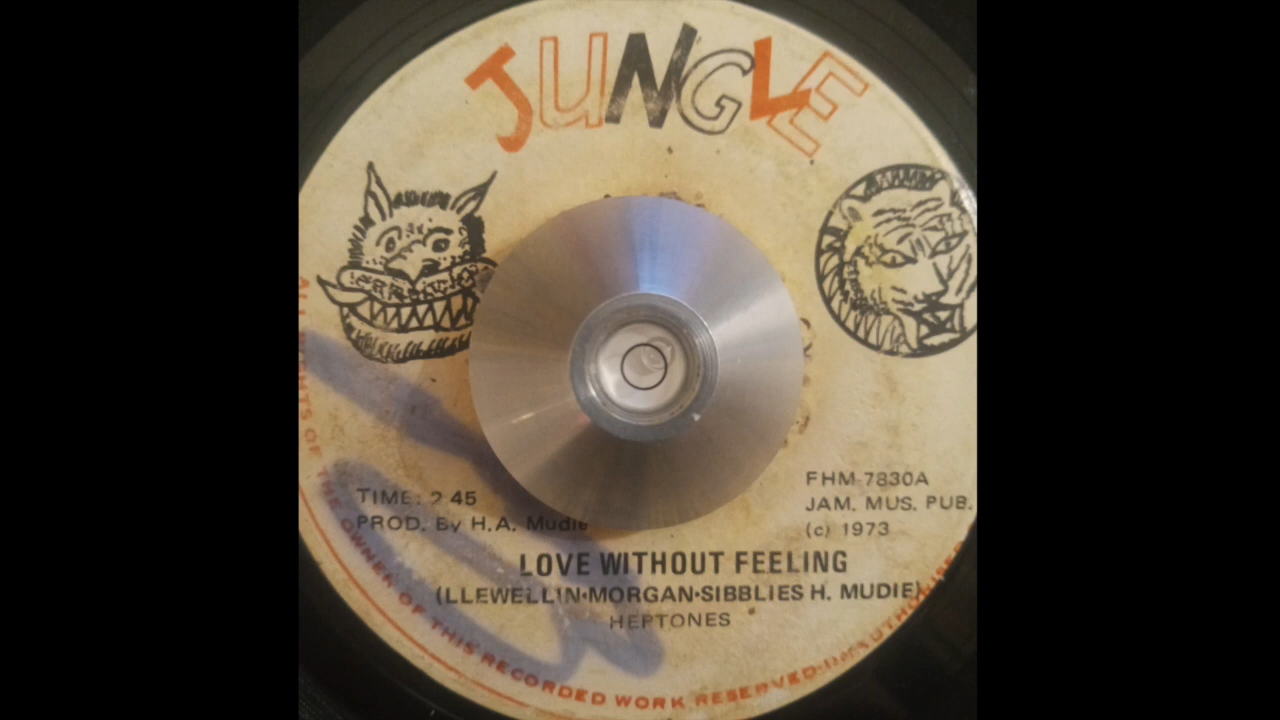 JUNGLE
TIME: 2 45
PROD. By H.A. Mudie
FHM-7830A
JAM. MUS. PUB.
(c) 1973
LOVE WITHOUT FEELING
(LLEWELLIN•MORGAN•SIBBLIES H. MUDIE)
HEPTONES
ALL RIGHTS OF THE OWNER OF THIS RECORDED WORK RESERVED